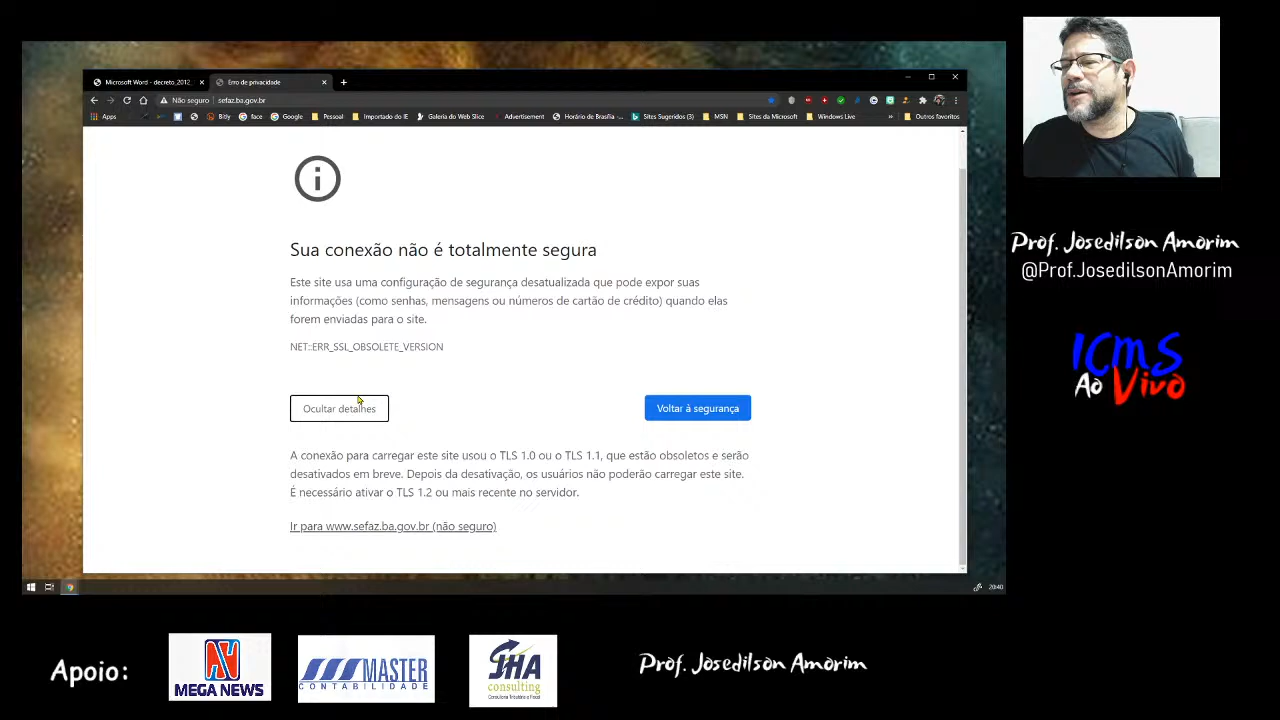 Microsoft Word - decreto_2012_
Erro de privacidade
Não seguro
sefaz.ba.gov.br
Apps
Bitly
face
Google
Pessoal
Importado do IE
Galeria do Web Slice
Advertisement
Horário de Brasília -...
Sites Sugeridos (3)
MSN
Sites da Microsoft
Windows Live
»
Outros favoritos
Sua conexão não é totalmente segura
Este site usa uma configuração de segurança desatualizada que pode expor suas
informações (como senhas, mensagens ou números de cartão de crédito) quando elas
forem enviadas para o site.
NET::ERR_SSL_OBSOLETE_VERSION
Ocultar detalhes
Voltar à segurança
A conexão para carregar este site usou o TLS 1.0 ou o TLS 1.1, que estão obsoletos e serão
desativados em breve. Depois da desativação, os usuários não poderão carregar este site.
É necessário ativar o TLS 1.2 ou mais recente no servidor.
Ir para www.sefaz.ba.gov.br (não seguro)
20:40
Prof. Josedilson Amorim
@Prof.JosedilsonAmorim
ICMS
Ao Vivo
Apoio:
MEGA NEWS
MASTER
CONTABILIDADE
JHA
consulting
Consultoria Tributária e Fiscal
Prof. Josedilson Amorim